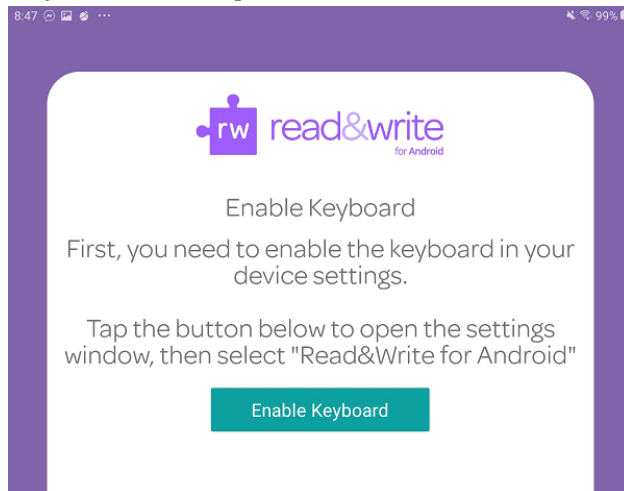 8:47
99%
rw read&write
for Android
Enable Keyboard
First, you need to enable the keyboard in your
device settings.
Tap the button below to open the settings
window, then select "Read&Write for Android"
Enable Keyboard